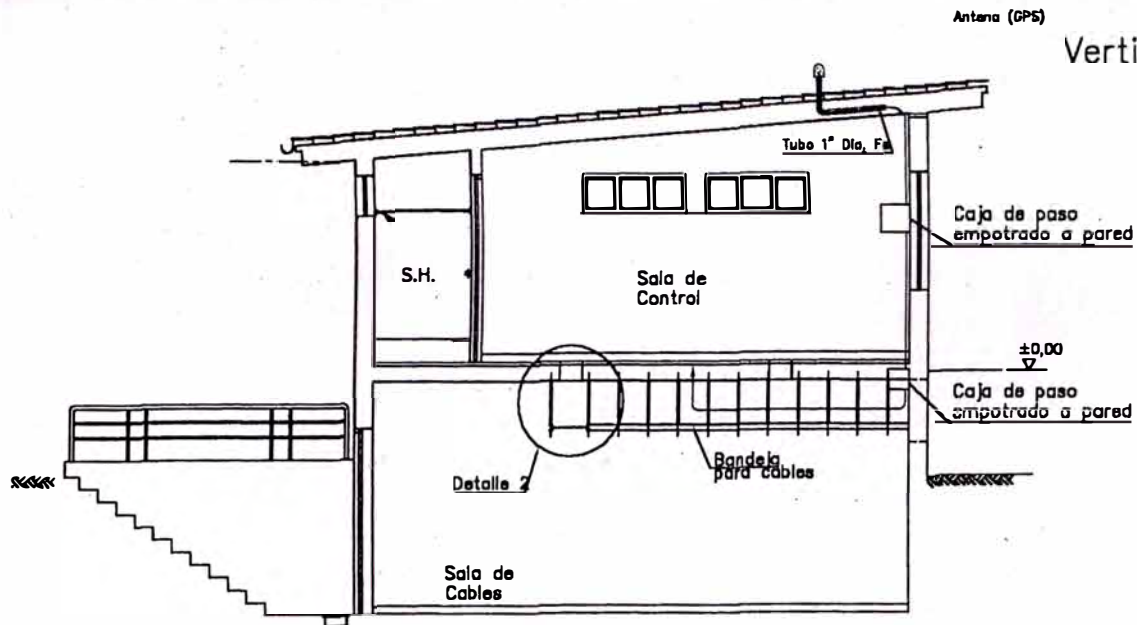 Antena (GPS)
Verti
Tubo 1" Dia, Fe
Caja de paso
empotrado a pared
S.H.
Sala de
Control
±0,00
Caja de paso
empotrado a pared
Bandeja
para cables
Detalle 2
Sala de
Cables